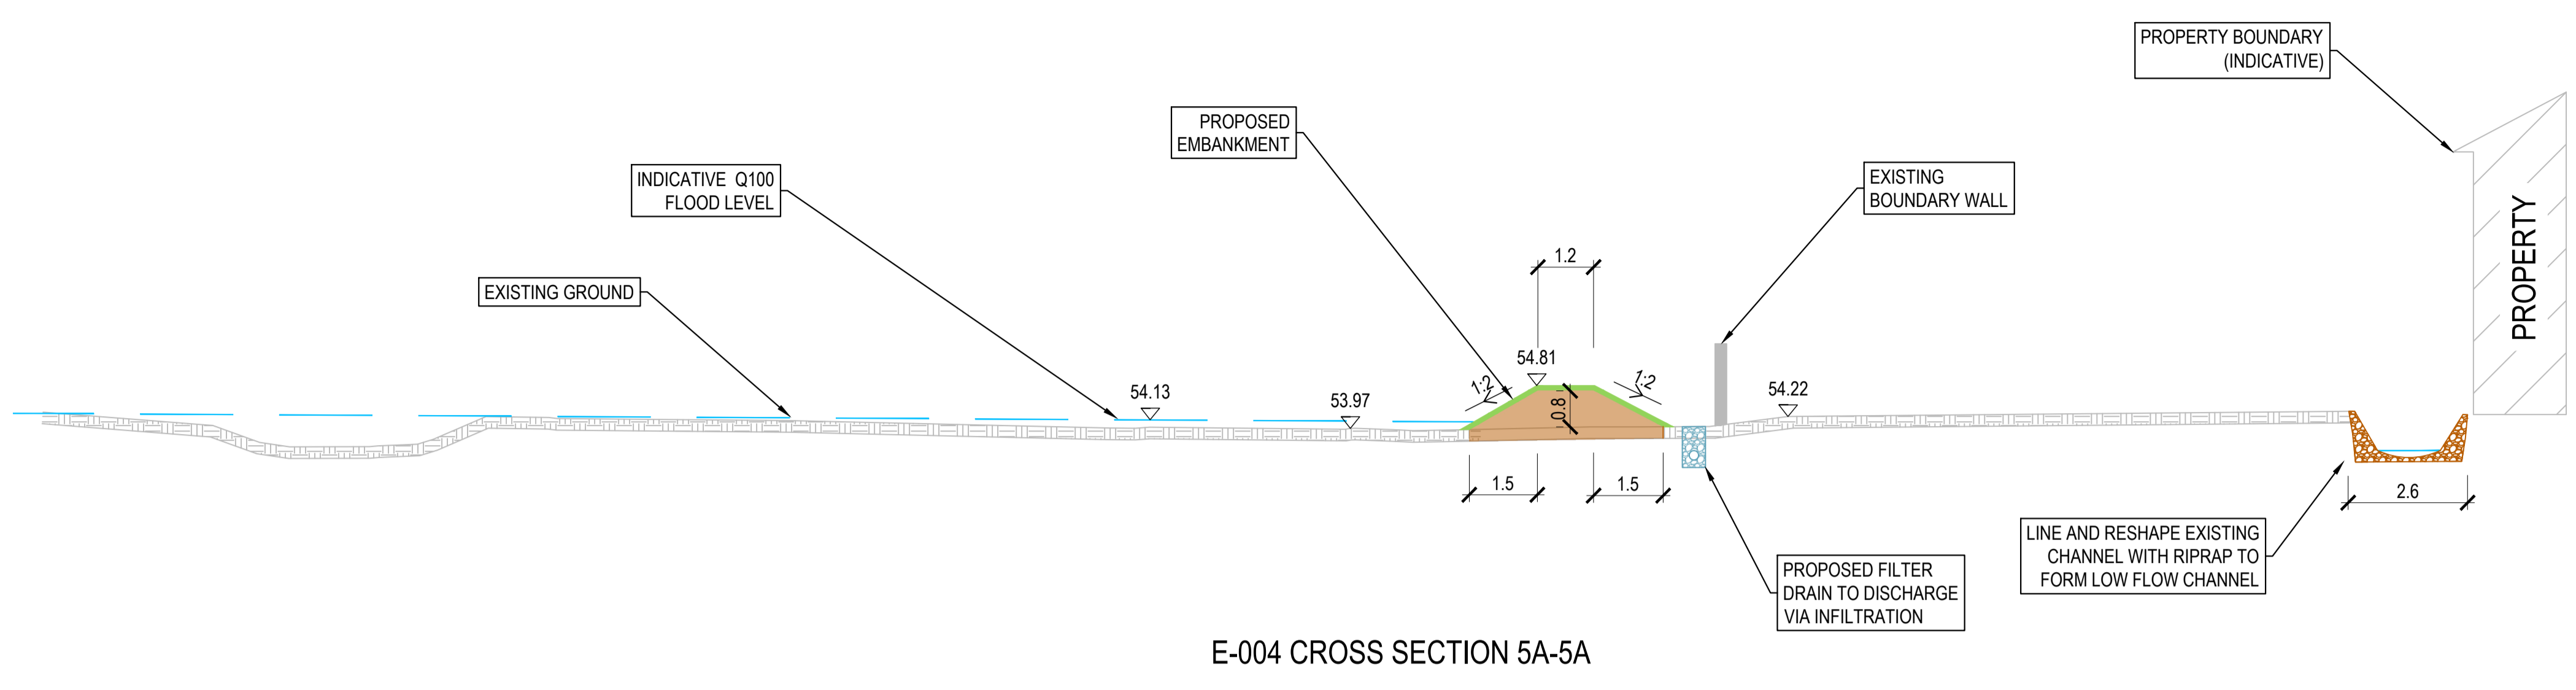 PROPERTY BOUNDARY
(INDICATIVE)
PROPOSED
EMBANKMENT
INDICATIVE Q100
FLOOD LEVEL
EXISTING
BOUNDARY WALL
EXISTING GROUND
PROPERTY
1.2
54.81
1:2
1:2
0.8
54.13
53.97
54.22
1.5
1.5
2.6
LINE AND RESHAPE EXISTING
CHANNEL WITH RIPRAP TO
FORM LOW FLOW CHANNEL
PROPOSED FILTER
DRAIN TO DISCHARGE
VIA INFILTRATION
E-004 CROSS SECTION 5A-5A